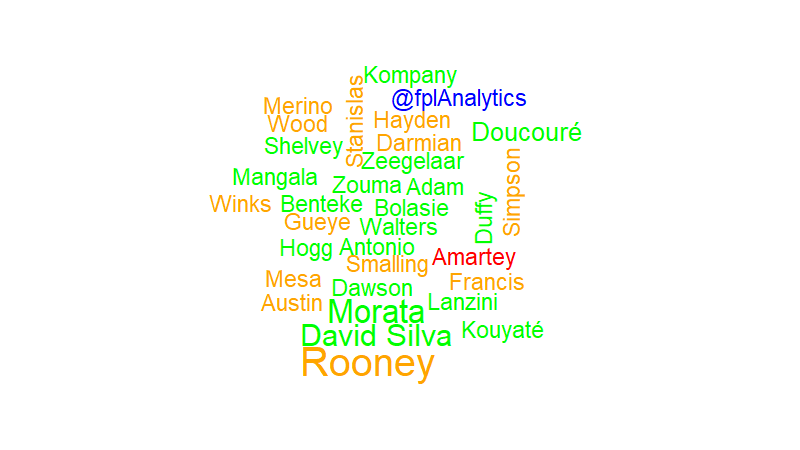 Kompany
@fplAnalytics
Stanislas
Merino
Hayden
Wood
Doucouré
Darmian
Shelvey
Zeegelaar
Simpson
Mangala
Zouma
Adam
Winks
Benteke
Bolasie
Duffy
Gueye
Walters
Hogg
Antonio
Amartey
Smalling
Mesa
Francis
Dawson
Austin
Lanzini
Morata
Kouyaté
David Silva
Rooney